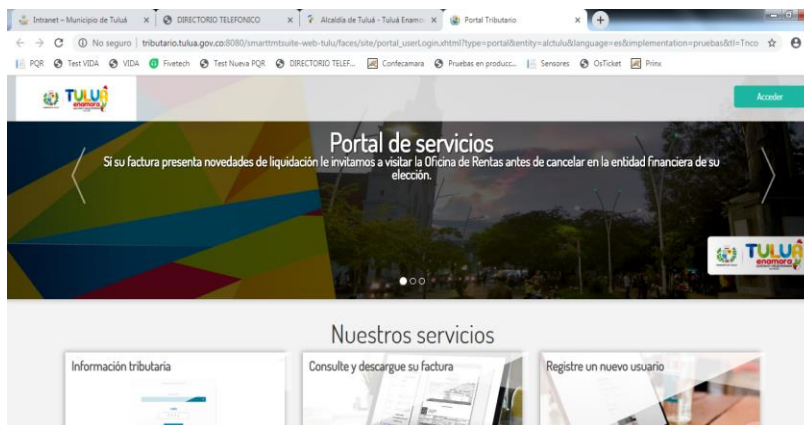 Intranet – Municipio de Tuluá
DIRECTORIO TELEFONICO
Alcaldía de Tuluá - Tuluá Enamo
Portal Tributario
No seguro | tributario.tulua.gov.co:8080/smarttmtsuite-web-tulu/faces/site/portal_userLogin.xhtml?type=portal&entity=alctulu&language=es&implementation=pruebas&tl=Tnco
PQR Test VIDA VIDA Fivetech Test Nueva PQR DIRECTORIO TELEF... Confecamara Pruebas en producc... Sensores OsTicket Prinx
TULUÁ
enamora
Acceder
Portal de servicios
Si su factura presenta novedades de liquidación le invitamos a visitar la Oficina de Rentas antes de cancelar en la entidad financiera de su
elección.
TULUÁ
enamora
Nuestros servicios
Información tributaria
Consulte y descargue su factura
Registre un nuevo usuario